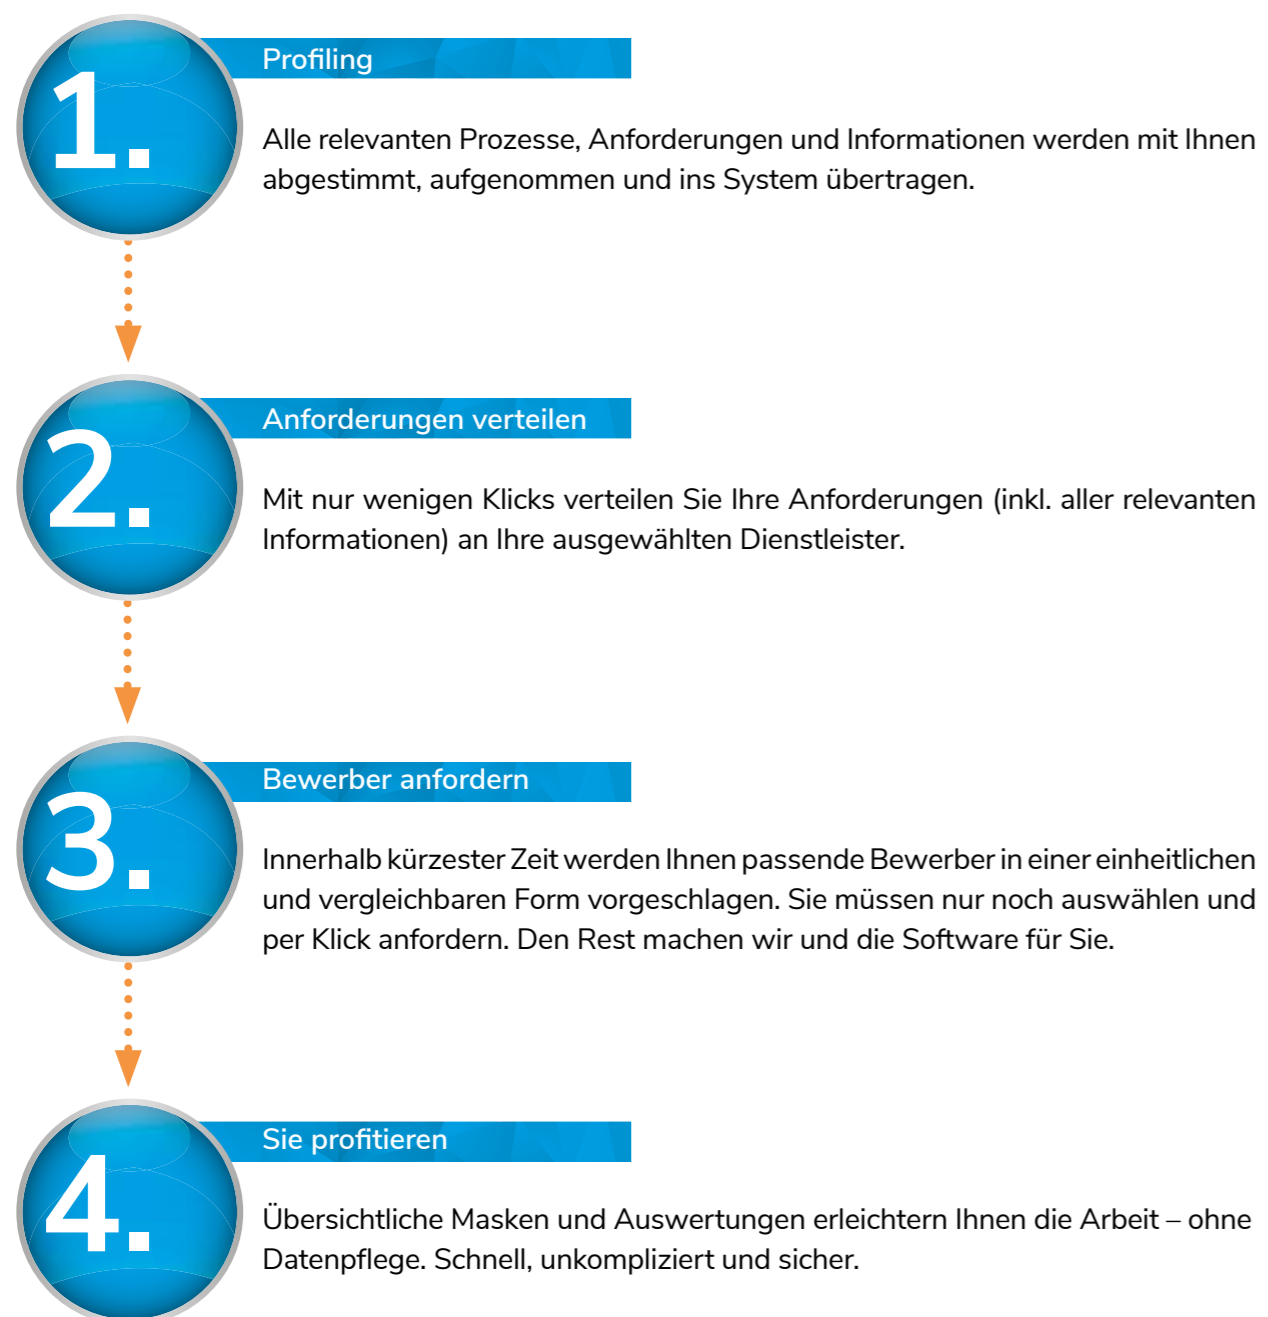 1.
Profiling
Alle relevanten Prozesse, Anforderungen und Informationen werden mit Ihnen
abgestimmt, aufgenommen und ins System übertragen.
2.
Anforderungen verteilen
Mit nur wenigen Klicks verteilen Sie Ihre Anforderungen (inkl. aller relevanten
Informationen) an Ihre ausgewählten Dienstleister.
3.
Bewerber anfordern
Innerhalb kürzester Zeit werden Ihnen passende Bewerber in einer einheitlichen
und vergleichbaren Form vorgeschlagen. Sie müssen nur noch auswählen und
per Klick anfordern. Den Rest machen wir und die Software für Sie.
4.
Sie profitieren
Übersichtliche Masken und Auswertungen erleichtern Ihnen die Arbeit – ohne
Datenpflege. Schnell, unkompliziert und sicher.